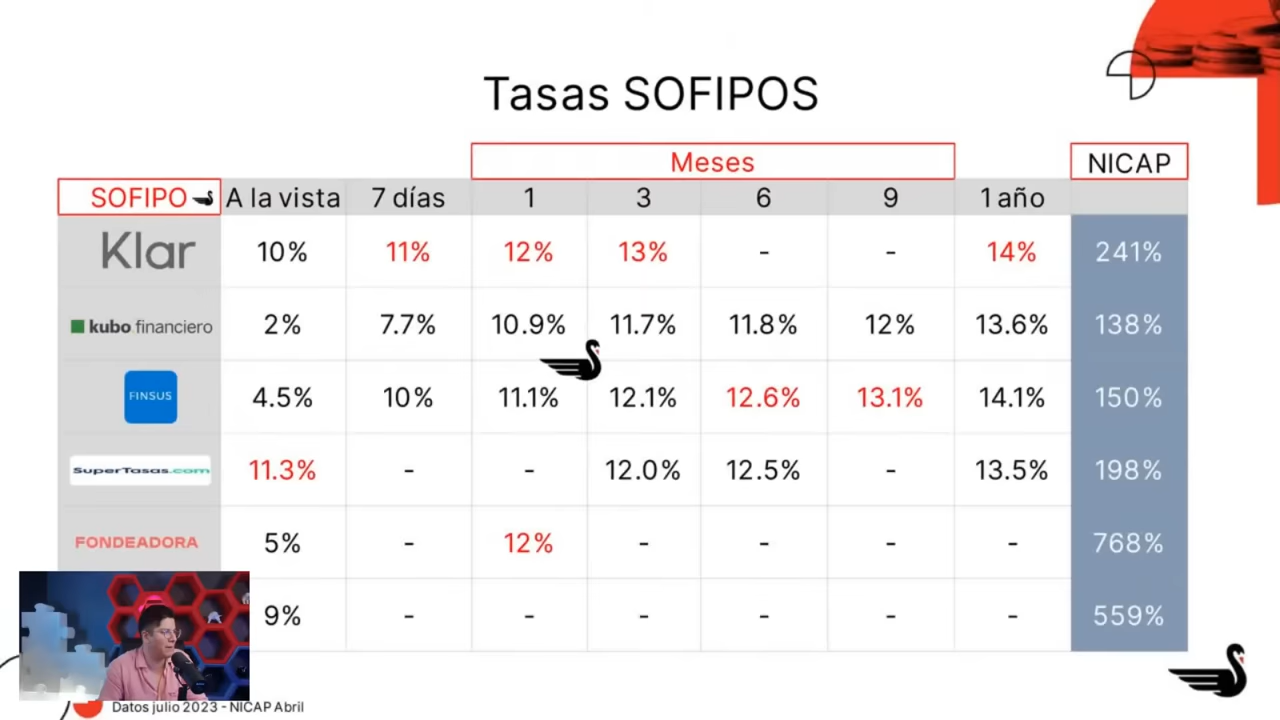 Tasas SOFIPOS
Meses NICAP
SOFIPO A la vista 7 días 1 3 6 9 1 año
Klar 10% 11% 12% 13% - - 14% 241%
kubo financiero 2% 7.7% 10.9% 11.7% 11.8% 12% 13.6% 138%
FINSUS 4.5% 10% 11.1% 12.1% 12.6% 13.1% 14.1% 150%
SuperTasas.com 11.3% - - 12.0% 12.5% - 13.5% 198%
FONDEADORA 5% - 12% - - - - 768%
9% - - - - - - 559%
Datos julio 2023 - NICAP Abril